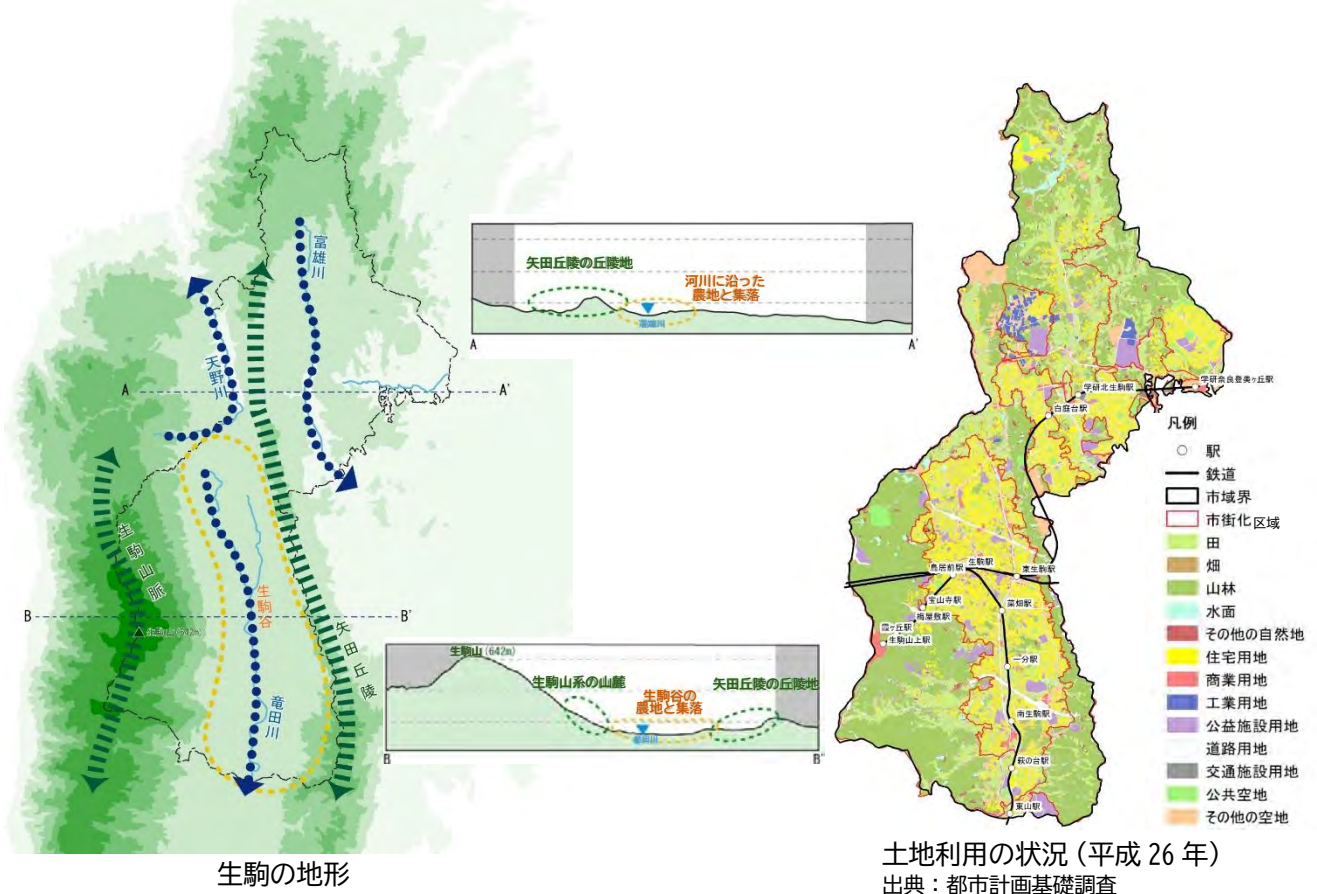 富雄川
天野川
A
A'
生駒山脈
B
B'
生駒谷
生駒山(642m)
矢田丘陵
竜田川
生駒の地形
矢田丘陵の丘陵地
河川に沿った
農地と集落
富雄川
A
A'
生駒山(642m)
生駒山系の山麓
生駒谷の
農地と集落
矢田丘陵の丘陵地
竜田川
B
B'
学研奈良登美ヶ丘駅
学研北生駒駅
白庭台駅
生駒駅
鳥居前駅
東生駒駅
宝山寺駅
菜畑駅
梅屋敷駅
霞ヶ丘駅
生駒山上駅
一分駅
南生駒駅
萩の台駅
東山駅
凡例
駅
鉄道
市域界
市街化区域
田
畑
山林
水面
その他の自然地
住宅用地
商業用地
工業用地
公益施設用地
道路用地
交通施設用地
公共空地
その他の空地
土地利用の状況(平成 26 年)
出典:都市計画基礎調査